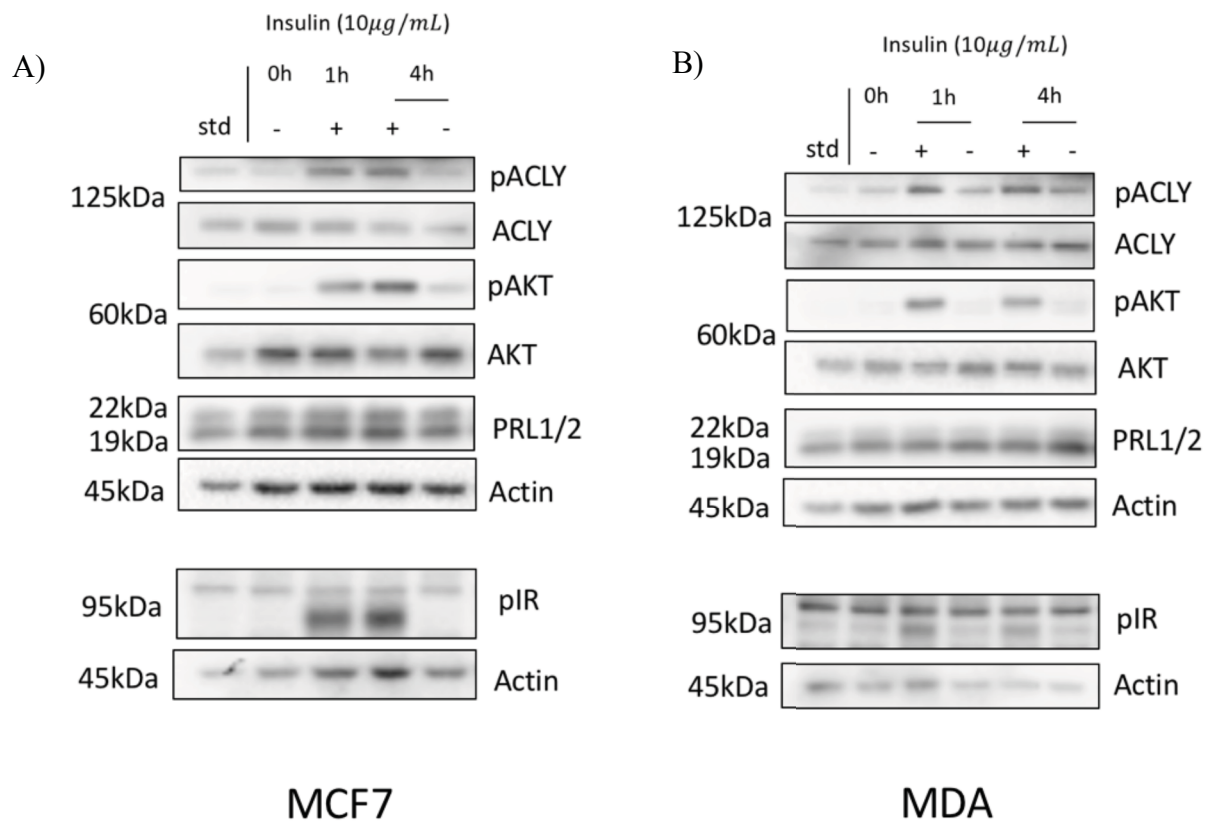 A)
Insulin (10μg/mL)
0h 1h 4h
std - + + -
pACLY
125kDa
ACLY
pAKT
60kDa
AKT
22kDa
PRL1/2
19kDa
45kDa Actin
95kDa pIR
45kDa Actin
MCF7
B)
Insulin (10μg/mL)
0h 1h 4h
std - + - + -
pACLY
125kDa
ACLY
pAKT
60kDa
AKT
22kDa
PRL1/2
19kDa
45kDa Actin
95kDa pIR
45kDa Actin
MDA